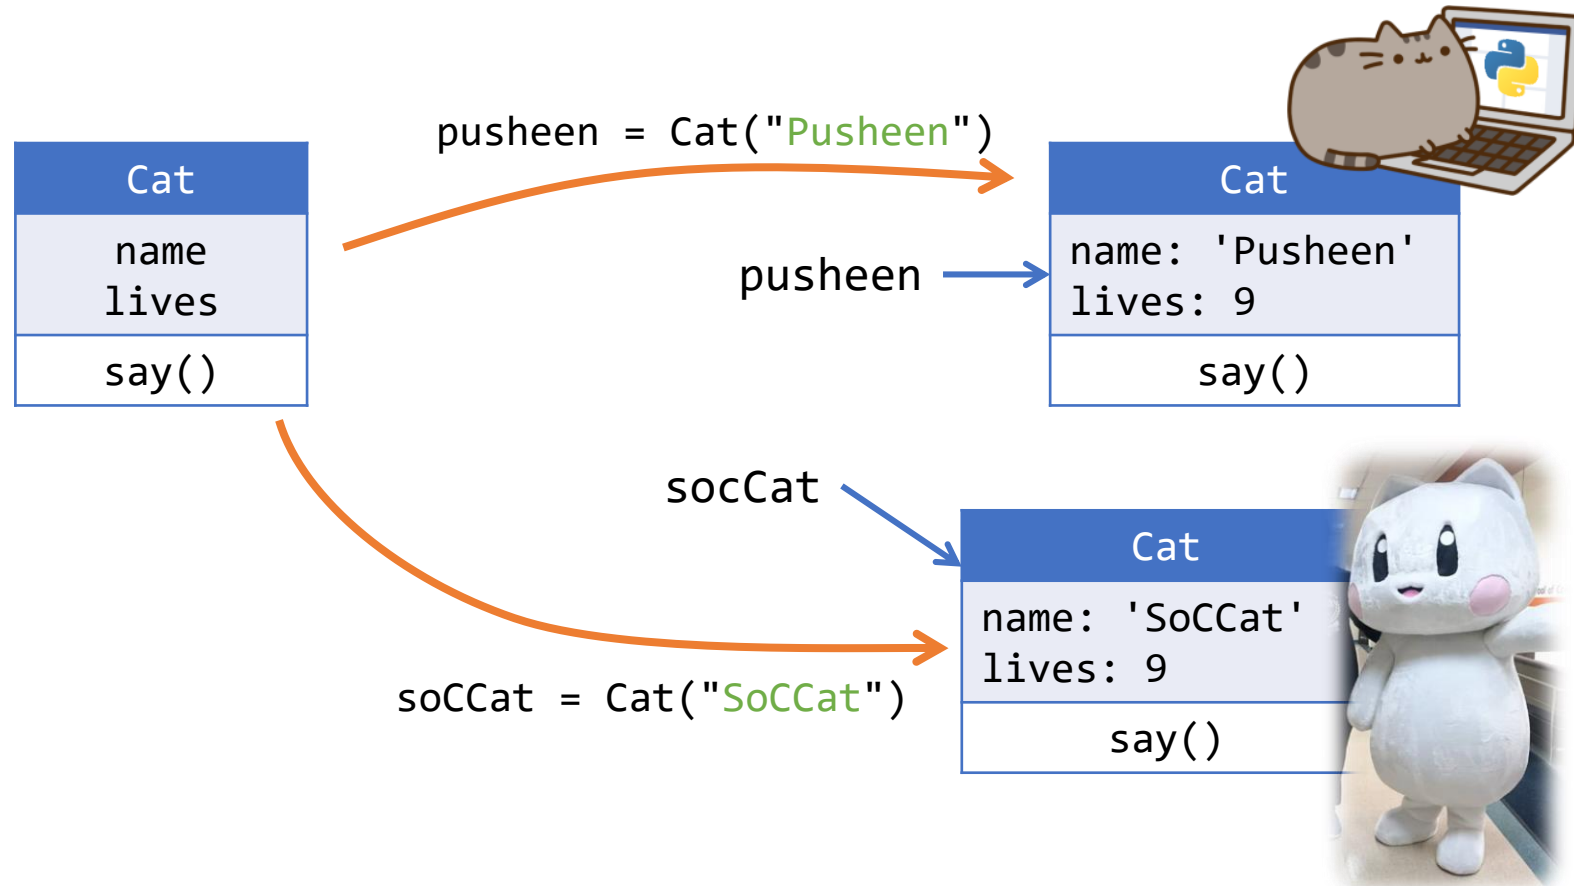 pusheen = Cat("Pusheen")
Cat
name
lives
say()
pusheen
Cat
name: 'Pusheen'
lives: 9
say()
socCat
Cat
name: 'SoCCat'
lives: 9
say()
soCCat = Cat("SoCCat")